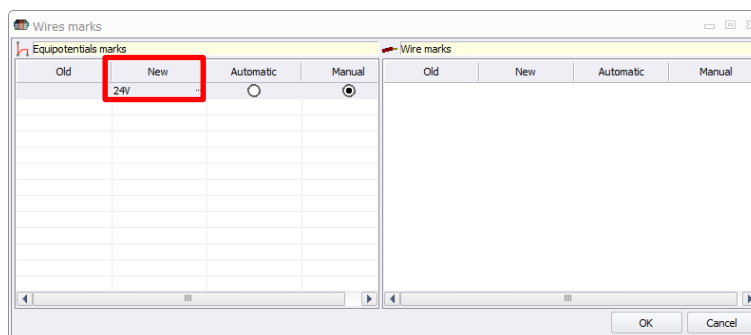 Wires marks
Equipotentials marks
Wire marks
Old New Automatic Manual Old New Automatic Manual
24V ...
OK Cancel